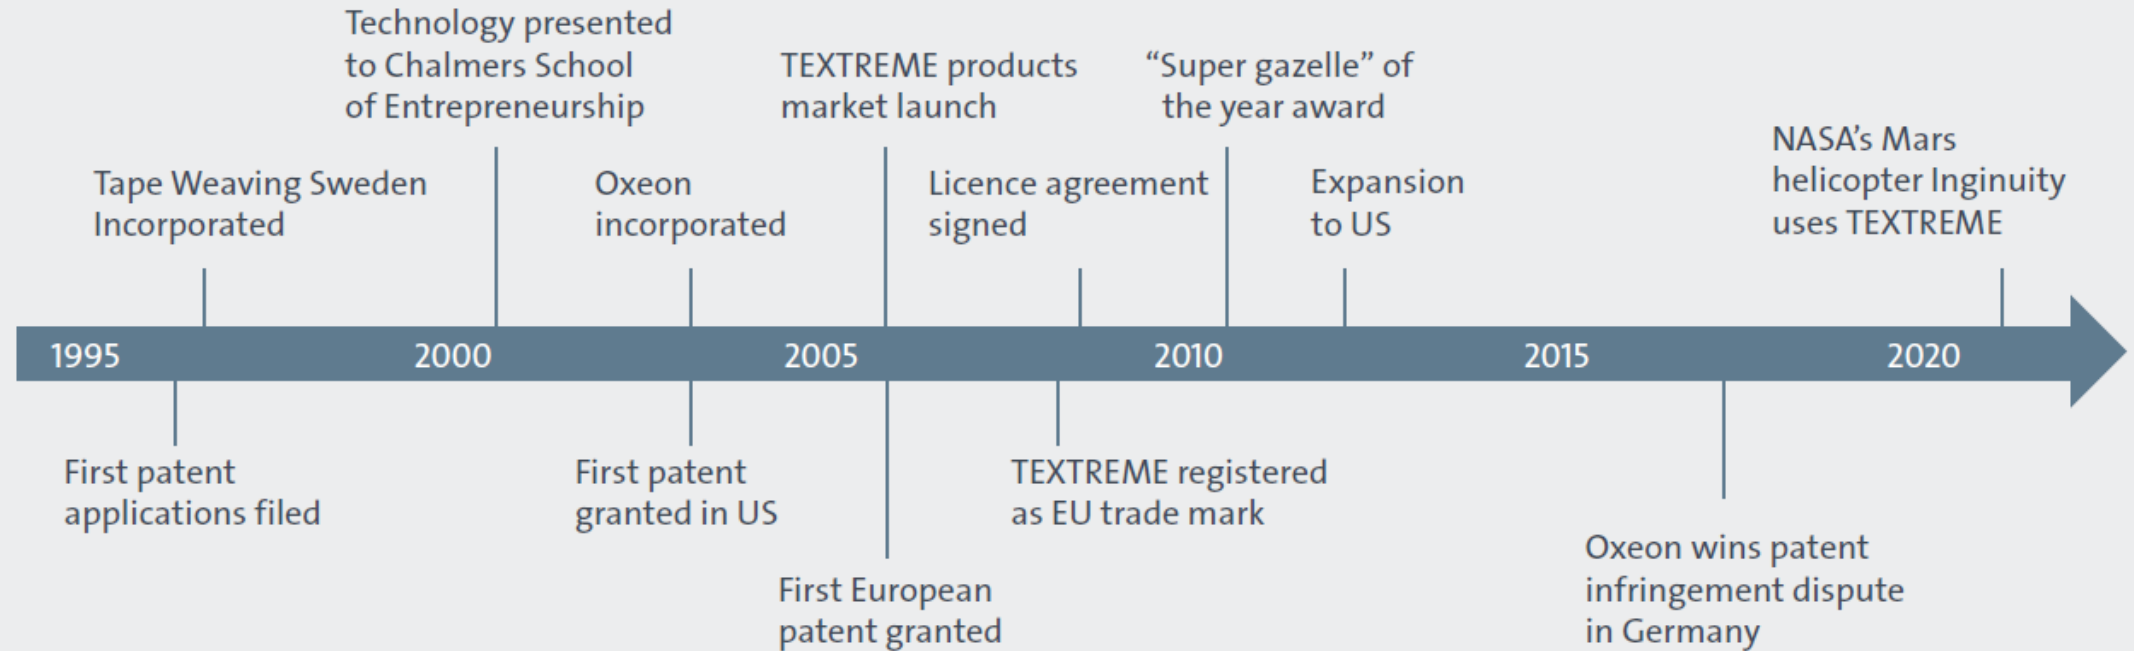 Technology presented
to Chalmers School
of Entrepreneurship
TEXTREME products
market launch
“Super gazelle” of
the year award
NASA’s Mars
helicopter Inginuity
uses TEXTREME
Tape Weaving Sweden
Incorporated
Oxeon
incorporated
Licence agreement
signed
Expansion
to US
1995
2000
2005
2010
2015
2020
First patent
applications filed
First patent
granted in US
TEXTREME registered
as EU trade mark
Oxeon wins patent
infringement dispute
in Germany
First European
patent granted